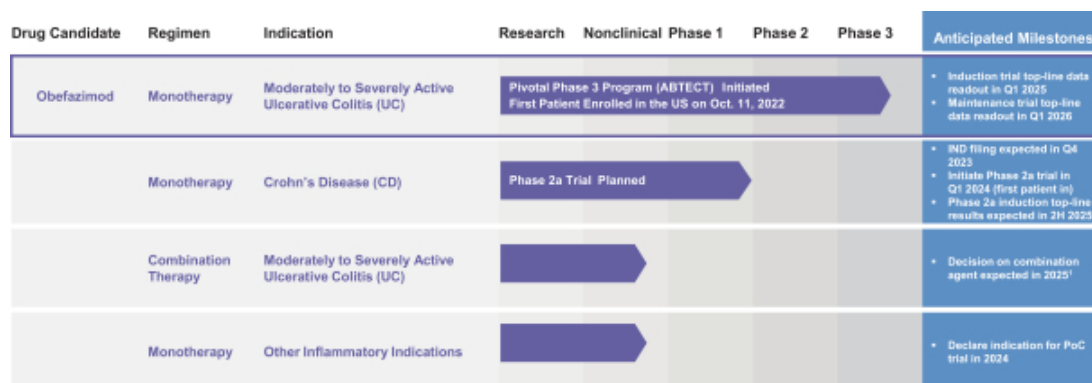 Drug Candidate Regimen Indication Research Nonclinical Phase 1 Phase 2 Phase 3 Anticipated Milestones
Obefazimod Monotherapy Moderately to Severely Active
Ulcerative Colitis (UC)
Pivotal Phase 3 Program (ABTECT) Initiated
First Patient Enrolled in the US on Oct. 11, 2022
• Induction trial top-line data
readout in Q1 2025
• Maintenance trial top-line
data readout in Q1 2026
Monotherapy Crohn's Disease (CD) Phase 2a Trial Planned
• IND filing expected in Q4
2023
• Initiate Phase 2a trial in
Q1 2024 (first patient in)
• Phase 2a induction top-line
results expected in 2H 2025
Combination
Therapy
Moderately to Severely Active
Ulcerative Colitis (UC)
• Decision on combination
agent expected in 2025¹
Monotherapy Other Inflammatory Indications
• Declare indication for PoC
trial in 2024